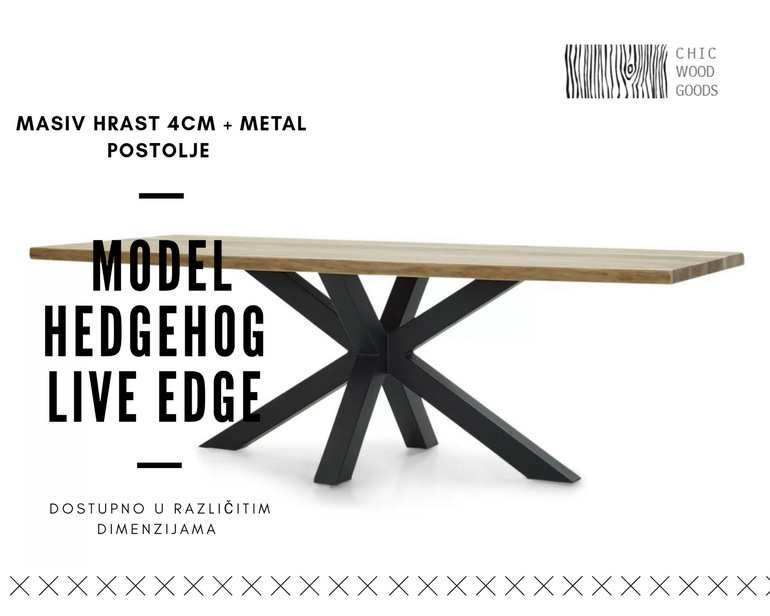 CHIC
WOOD
GOODS
MASIV HRAST 4CM + METAL
POSTOLJE
MODEL
HEDGEHOG
LIVE EDGE
DOSTUPNO U RAZLIČITIM
DIMENZIJAMA